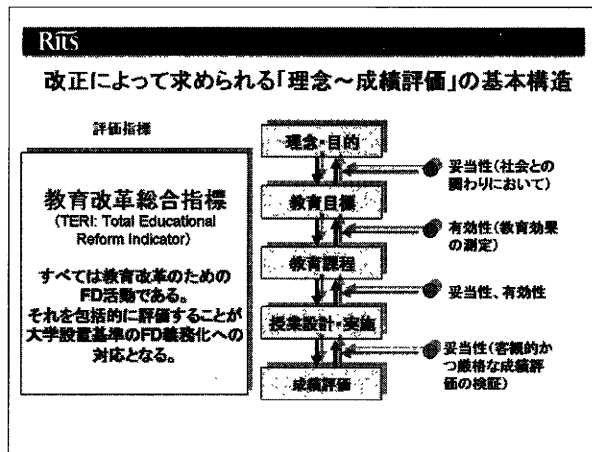 Rits
改正によって求められる「理念~成績評価」の基本構造
評価指標
教育改革総合指標
(TERI: Total Educational
Reform Indicator)
すべては教育改革のための
FD活動である。
それを包括的に評価することが
大学設置基準のFD義務化への
対応となる。
理念・目的
教育目標
教育課程
授業設計・実施
成績評価
妥当性(社会との
関わりにおいて)
有効性(教育効果
の測定)
妥当性、有効性
妥当性(客観的か
つ厳格な成績評
価の検証)